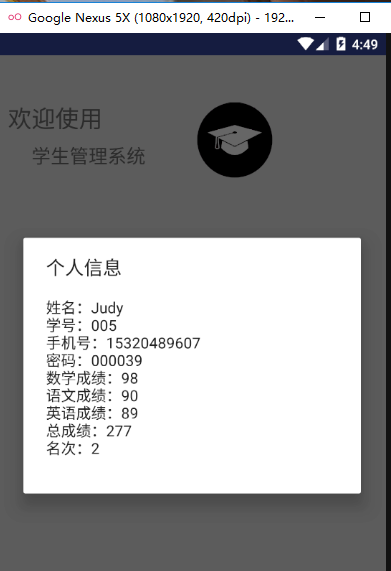 Google Nexus 5X (1080x1920, 420dpi) - 192...
4:49
欢迎使用
学生管理系统
个人信息
姓名：Judy
学号：005
手机号：15320489607
密码：000039
数学成绩：98
语文成绩：90
英语成绩：89
总成绩：277
名次：2